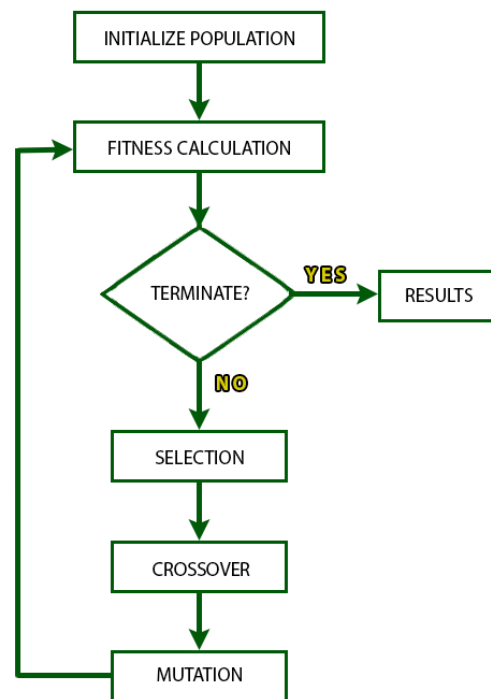 INITIALIZE POPULATION
FITNESS CALCULATION
TERMINATE?
YES
RESULTS
NO
SELECTION
CROSSOVER
MUTATION